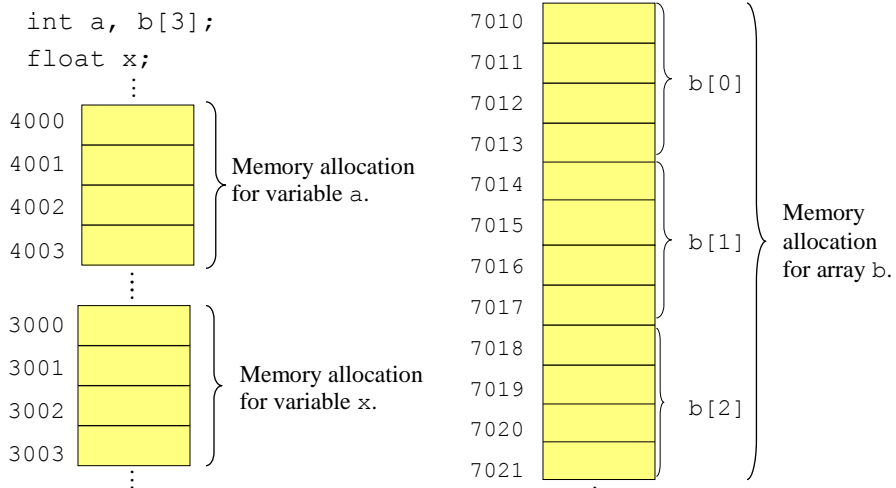 int a, b[3];
float x;
4000
4001
4002
4003
Memory allocation
for variable a.
3000
3001
3002
3003
Memory allocation
for variable x.
7010
7011
7012
7013
7014
7015
7016
7017
7018
7019
7020
7021
b[0]
b[1]
b[2]
Memory
allocation
for array b.